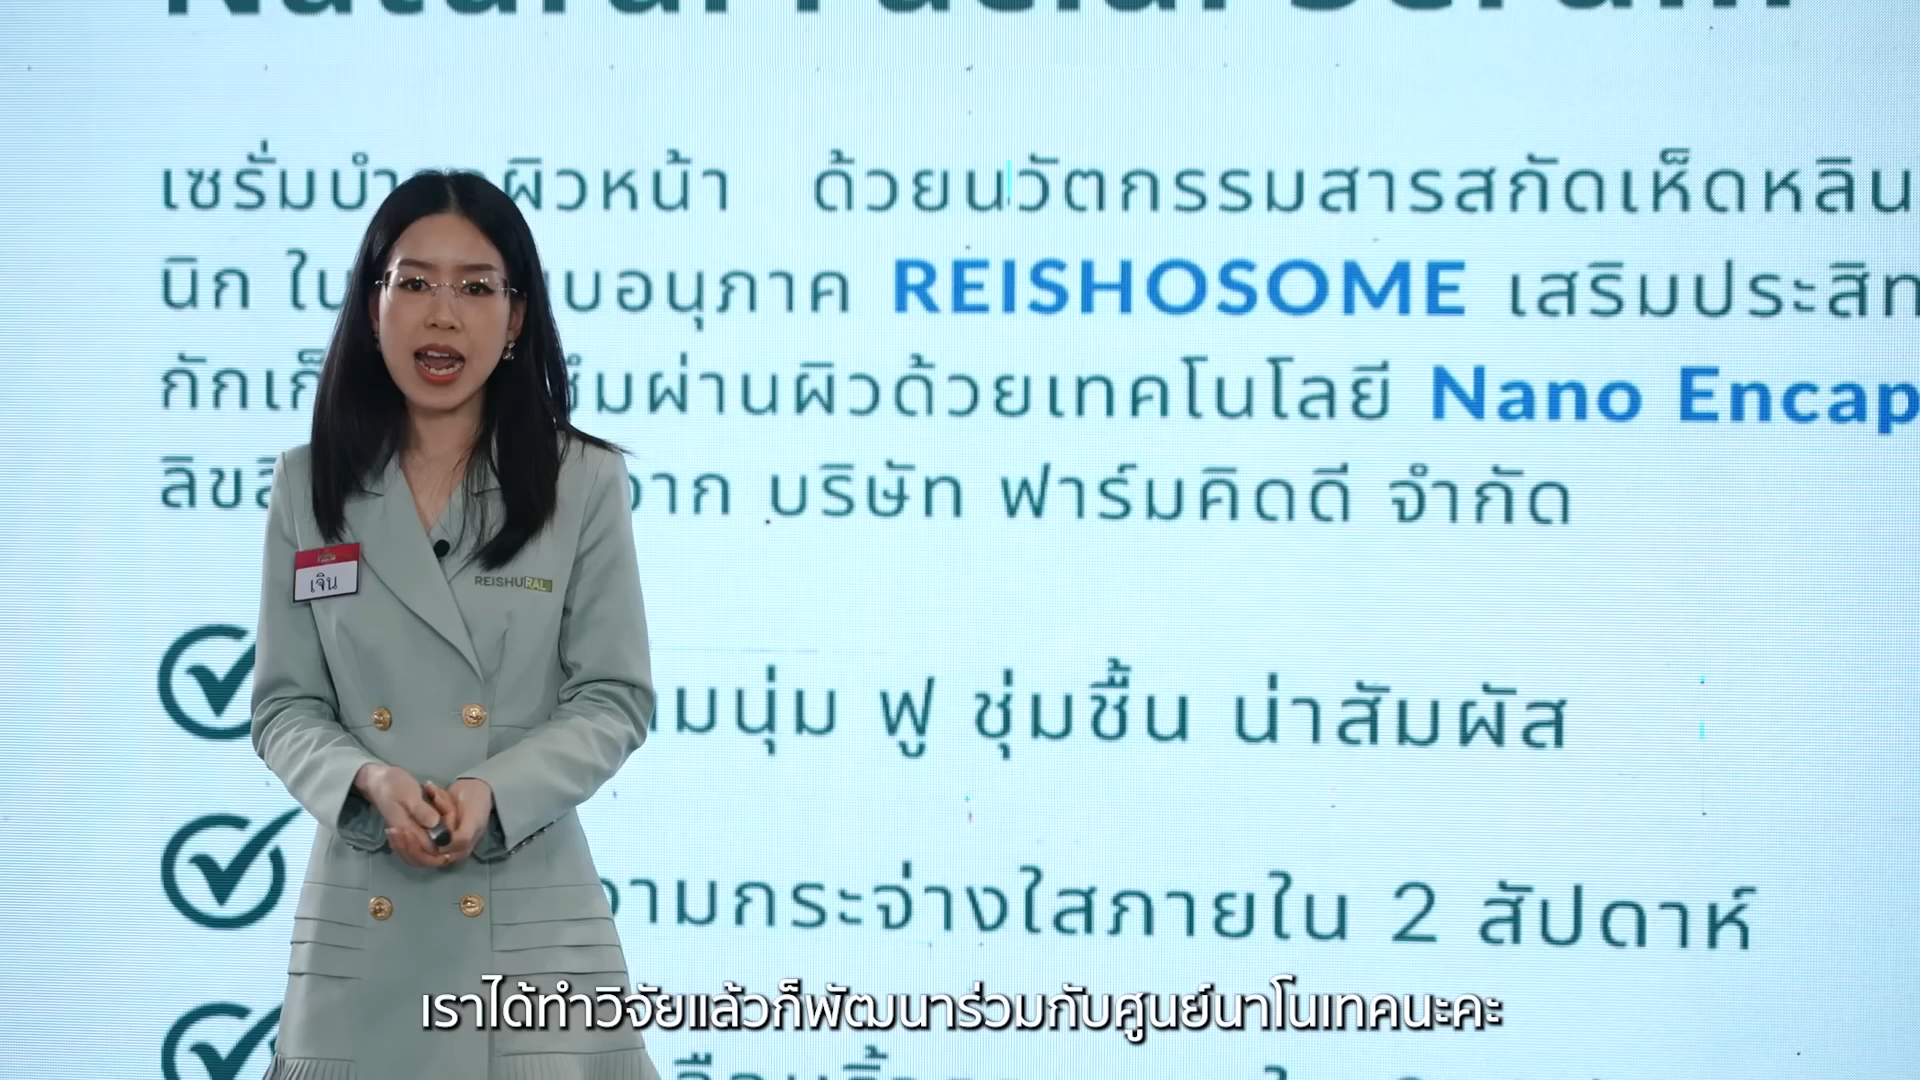 Natural Facial Serum
เซรั่มบำ ผิวหน้า ด้วยนวัตกรรมสารสกัดเห็ดหลิน
นิก ใน บอนุภาค REISHOSOME เสริมประสิท
กักเก็ ซึมผ่านผิวด้วยเทคโนโลยี Nano Encap
ลิขสิ จาก บริษัท ฟาร์มคิดดี จำกัด
เจิน
REISHURAL
ามนุ่ม ฟู ชุ่มชื้น น่าสัมผัส
วามกระจ่างใสภายใน 2 สัปดาห์
เราได้ทำวิจัยแล้วก็พัฒนาร่วมกับศูนย์นาโนเทคนะคะ